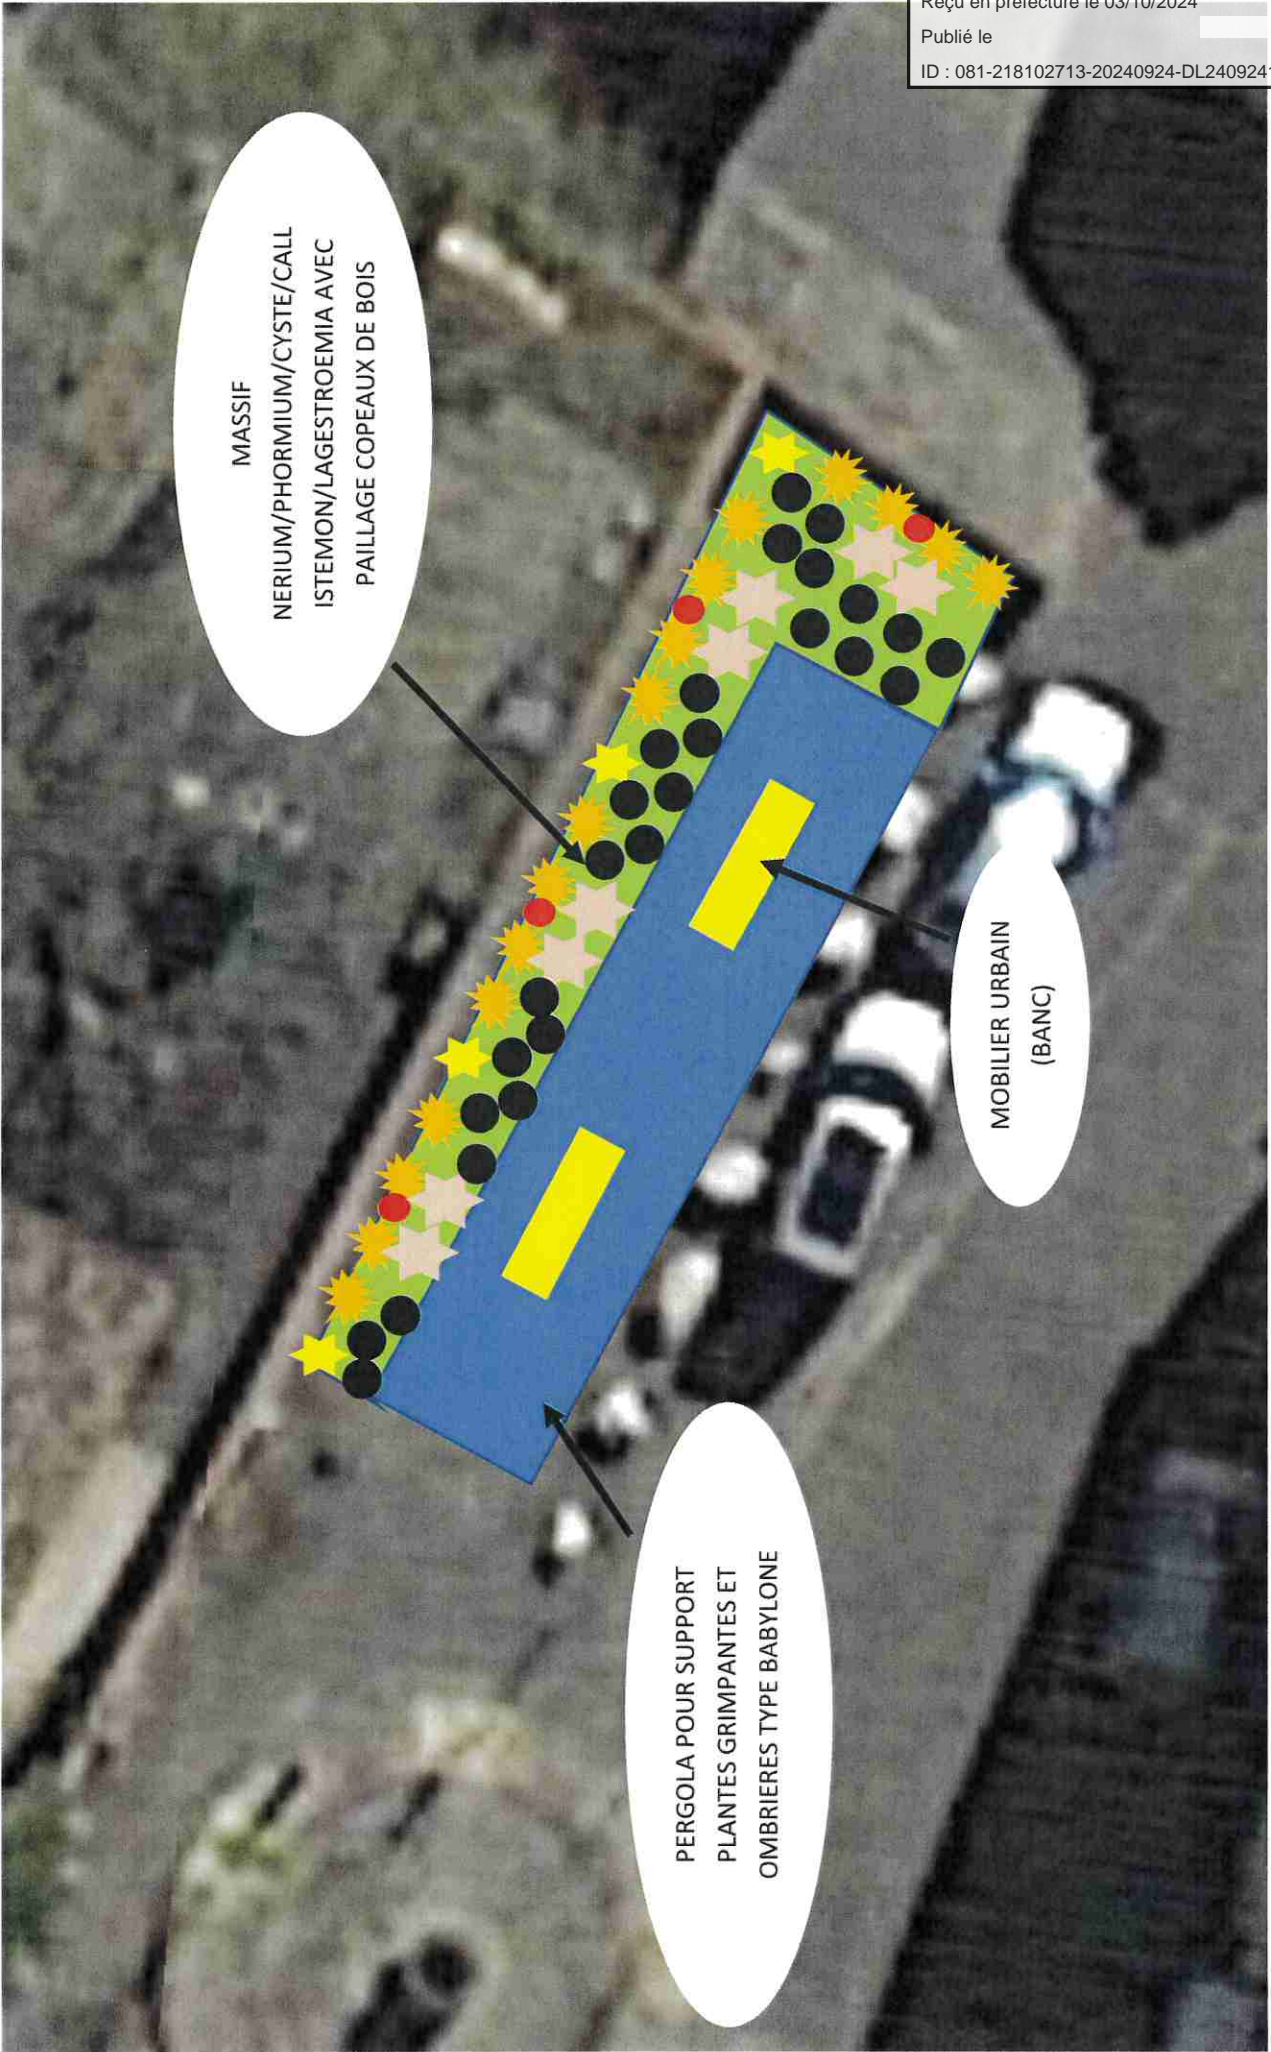 Reçu en préfecture le 03/10/2024
Publié le
ID : 081-218102713-20240924-DL240924
MASSIF
NERIUM/PHORMIUM/CYSTE/CALL
ISTEMON/LAGESTROEMIA AVEC
PAILLAGE COPEAUX DE BOIS
MOBILIER URBAIN
(BANC)
PERGOLA POUR SUPPORT
PLANTES GRIMPANTES ET
OMBRIERES TYPE BABYLONE